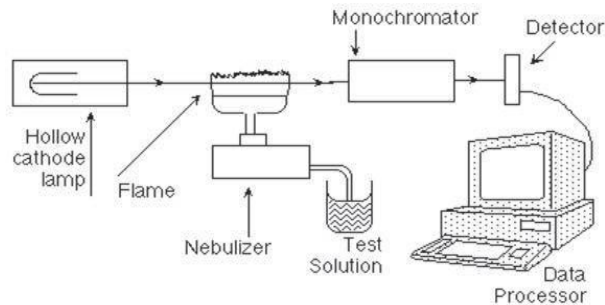 Monochromator
Detector
Hollow
cathode
lamp
Flame
Nebulizer
Test
Solution
Data
Processor